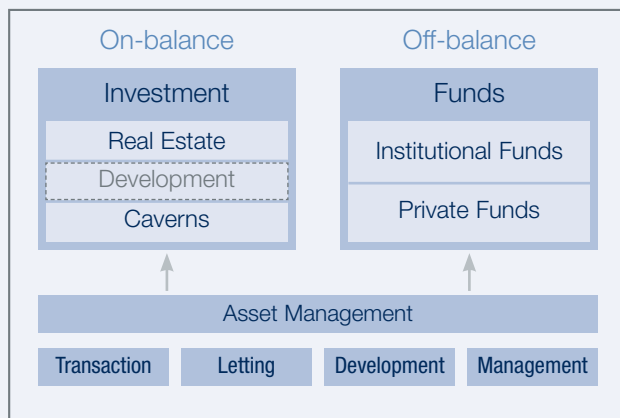 On-balance
Off-balance
Investment
Funds
Real Estate
Development
Caverns
Institutional Funds
Private Funds
Asset Management
Transaction
Letting
Development
Management